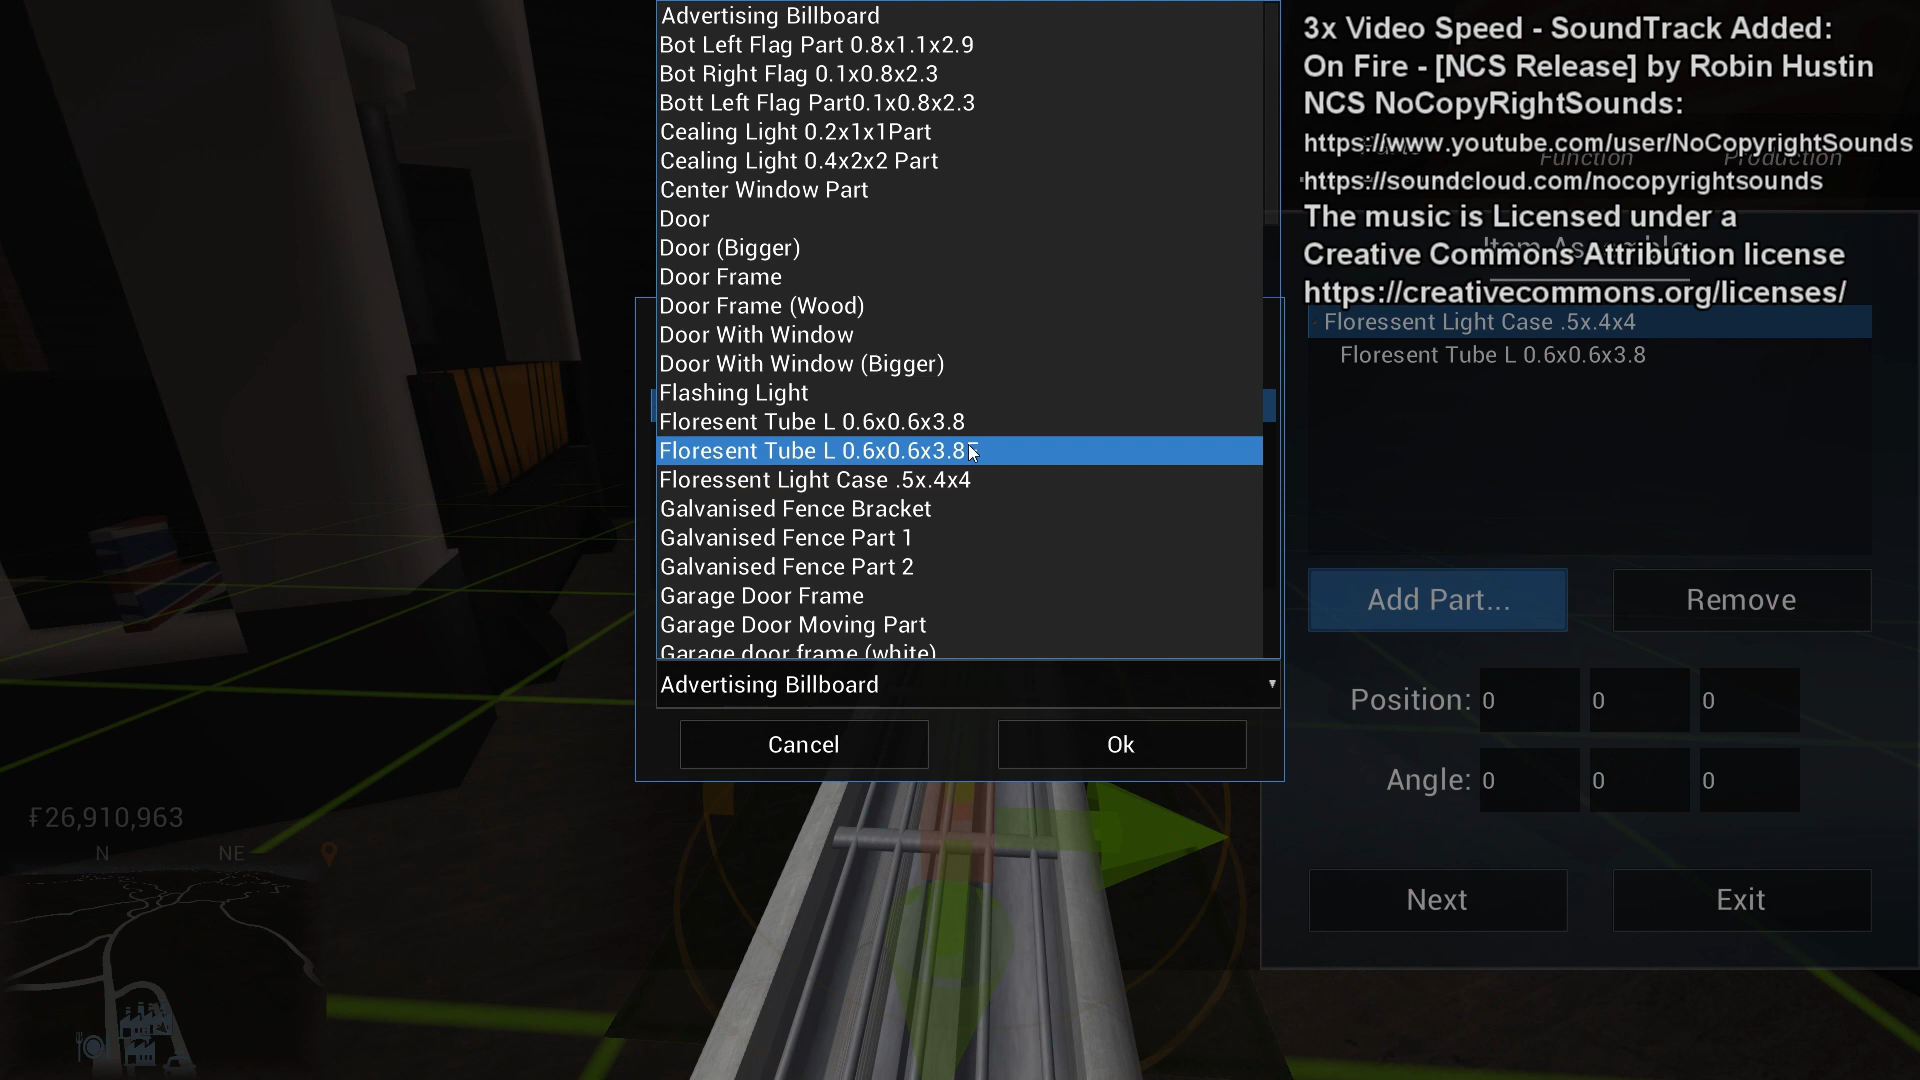 Advertising Billboard
Bot Left Flag Part 0.8x1.1x2.9
Bot Right Flag 0.1x0.8x2.3
Bott Left Flag Part0.1x0.8x2.3
Cealing Light 0.2x1x1Part
Cealing Light 0.4x2x2 Part
Center Window Part
Door
Door (Bigger)
Door Frame
Door Frame (Wood)
Door With Window
Door With Window (Bigger)
Flashing Light
Floresent Tube L 0.6x0.6x3.8
Floresent Tube L 0.6x0.6x3.8
Floressent Light Case .5x.4x4
Galvanised Fence Bracket
Galvanised Fence Part 1
Galvanised Fence Part 2
Garage Door Frame
Garage Door Moving Part
Garage door frame (white)
Advertising Billboard
Cancel
Ok
3x Video Speed - SoundTrack Added:
On Fire - [NCS Release] by Robin Hustin
NCS NoCopyRightSounds:
https://www.youtube.com/user/NoCopyrightSounds
Function
Production
https://soundcloud.com/nocopyrightsounds
The music is Licensed under a
Creative Commons Attribution license
https://creativecommons.org/licenses/
Floressent Light Case .5x.4x4
Floresent Tube L 0.6x0.6x3.8
Add Part...
Remove
Position: 0 0 0
Angle: 0 0 0
Next
Exit
₣26,910,963
N NE